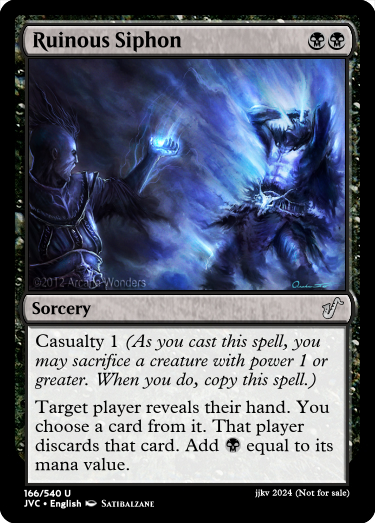 Ruinous Siphon
©2012 Arcane Wonders
Sorcery
Casualty 1 (As you cast this spell, you
may sacrifice a creature with power 1 or
greater. When you do, copy this spell.)
Target player reveals their hand. You
choose a card from it. That player
discards that card. Add equal to its
mana value.
166/540 U
JVC • English SATIBALZANE
jjkv 2024 (Not for sale)